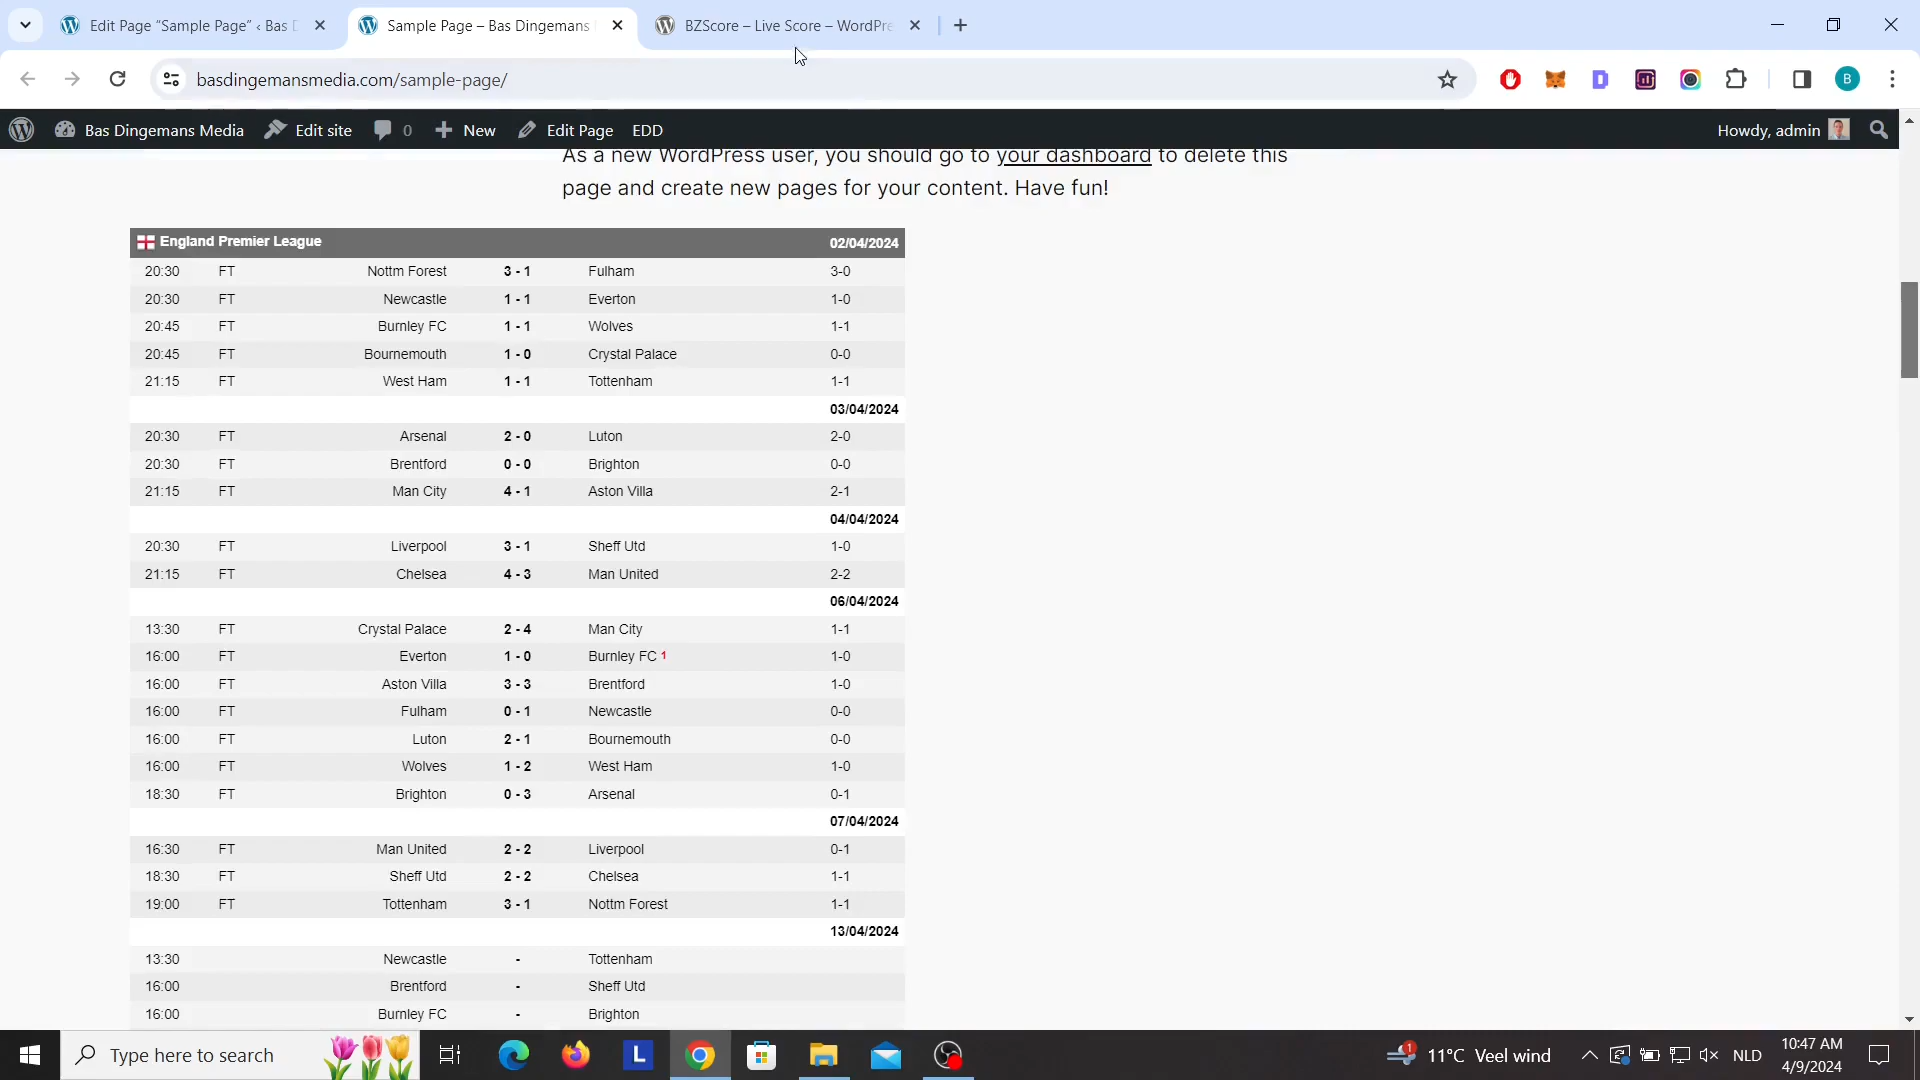 Edit Page “Sample Page” ‹ Bas D
Sample Page – Bas Dingemans
BZScore – Live Score – WordPre
basdingemansmedia.com/sample-page/
B
Bas Dingemans Media
Edit site
0
New
Edit Page
EDD
Howdy, admin
As a new WordPress user, you should go to your dashboard to delete this
page and create new pages for your content. Have fun!
England Premier League 02/04/2024
20:30 FT Nottm Forest 3 - 1 Fulham 3-0
20:30 FT Newcastle 1 - 1 Everton 1-0
20:45 FT Burnley FC 1 - 1 Wolves 1-1
20:45 FT Bournemouth 1 - 0 Crystal Palace 0-0
21:15 FT West Ham 1 - 1 Tottenham 1-1
03/04/2024
20:30 FT Arsenal 2 - 0 Luton 2-0
20:30 FT Brentford 0 - 0 Brighton 0-0
21:15 FT Man City 4 - 1 Aston Villa 2-1
04/04/2024
20:30 FT Liverpool 3 - 1 Sheff Utd 1-0
21:15 FT Chelsea 4 - 3 Man United 2-2
06/04/2024
13:30 FT Crystal Palace 2 - 4 Man City 1-1
16:00 FT Everton 1 - 0 Burnley FC 1 1-0
16:00 FT Aston Villa 3 - 3 Brentford 1-0
16:00 FT Fulham 0 - 1 Newcastle 0-0
16:00 FT Luton 2 - 1 Bournemouth 0-0
16:00 FT Wolves 1 - 2 West Ham 1-0
18:30 FT Brighton 0 - 3 Arsenal 0-1
07/04/2024
16:30 FT Man United 2 - 2 Liverpool 0-1
18:30 FT Sheff Utd 2 - 2 Chelsea 1-1
19:00 FT Tottenham 3 - 1 Nottm Forest 1-1
13/04/2024
13:30 Newcastle - Tottenham
16:00 Brentford - Sheff Utd
16:00 Burnley FC - Brighton
Type here to search
L
1
11°C Veel wind
NLD
10:47 AM
4/9/2024